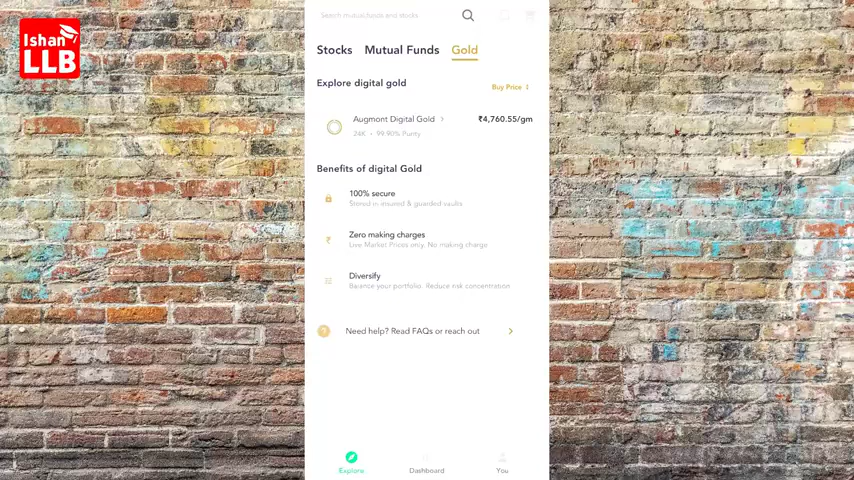 Ishan
LLB
Search mutual funds and stocks
Stocks Mutual Funds Gold
Explore digital gold
Buy Price
Augmont Digital Gold
₹4,760.55/gm
24K • 99.90% Purity
Benefits of digital Gold
100% secure
Stored in insured & guarded vaults
Zero making charges
Live Market Prices only. No making charge
Diversify
Balance your portfolio. Reduce risk concentration
Need help? Read FAQs or reach out
Explore Dashboard You